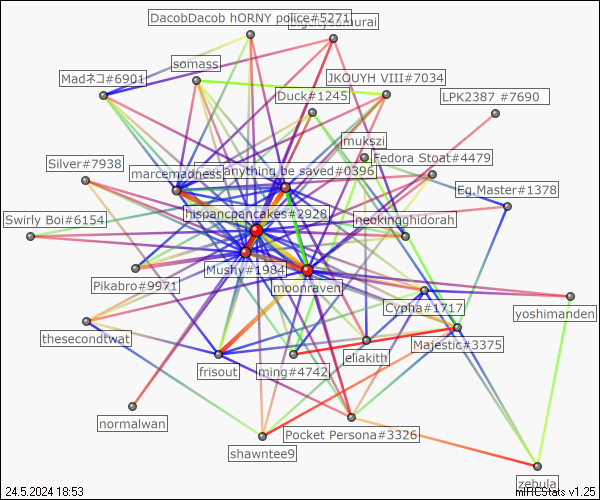 DacobDacob hORNY police#5271
bigcitysamurai
somass
Madネコ#6901
JKOUYH VIII#7034
Duck#1245
LPK2387 #7690
mukszi
Silver#7938
marcemadness
anything be saved#0396
Fedora Stoat#4479
Eg.Master#1378
Swirly Boi#6154
hispancpancakes#2928
neokingghidorah
Mushy#1984
Pikabro#9971
moonraven
Cypha#1717
yoshimanden
thesecondtwat
Majestic#3375
eliakith
frisout
ming#4742
normalwan
Pocket Persona#3326
shawntee9
zebula
24.5.2024 18:53
mIRCStats v1.25